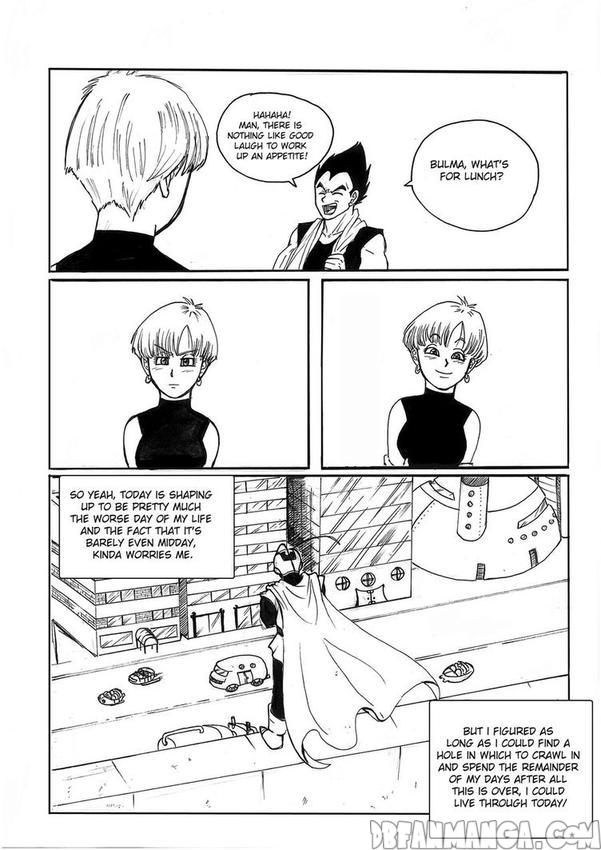 HAHAHA!
MAN, THERE IS
NOTHING LIKE GOOD
LAUGH TO WORK
UP AN APPETITE!
BULMA, WHAT'S
FOR LUNCH?
SO YEAH, TODAY IS SHAPING
UP TO BE PRETTY MUCH
THE WORSE DAY OF MY LIFE
AND THE FACT THAT IT'S
BARELY EVEN MIDDAY,
KINDA WORRIES ME.
BUT I FIGURED AS
LONG AS I COULD FIND A
HOLE IN WHICH TO CRAWL IN
AND SPEND THE REMAINDER
OF MY DAYS AFTER ALL
THIS IS OVER, I COULD
LIVE THROUGH TODAY!
DBFANMANGA.COM